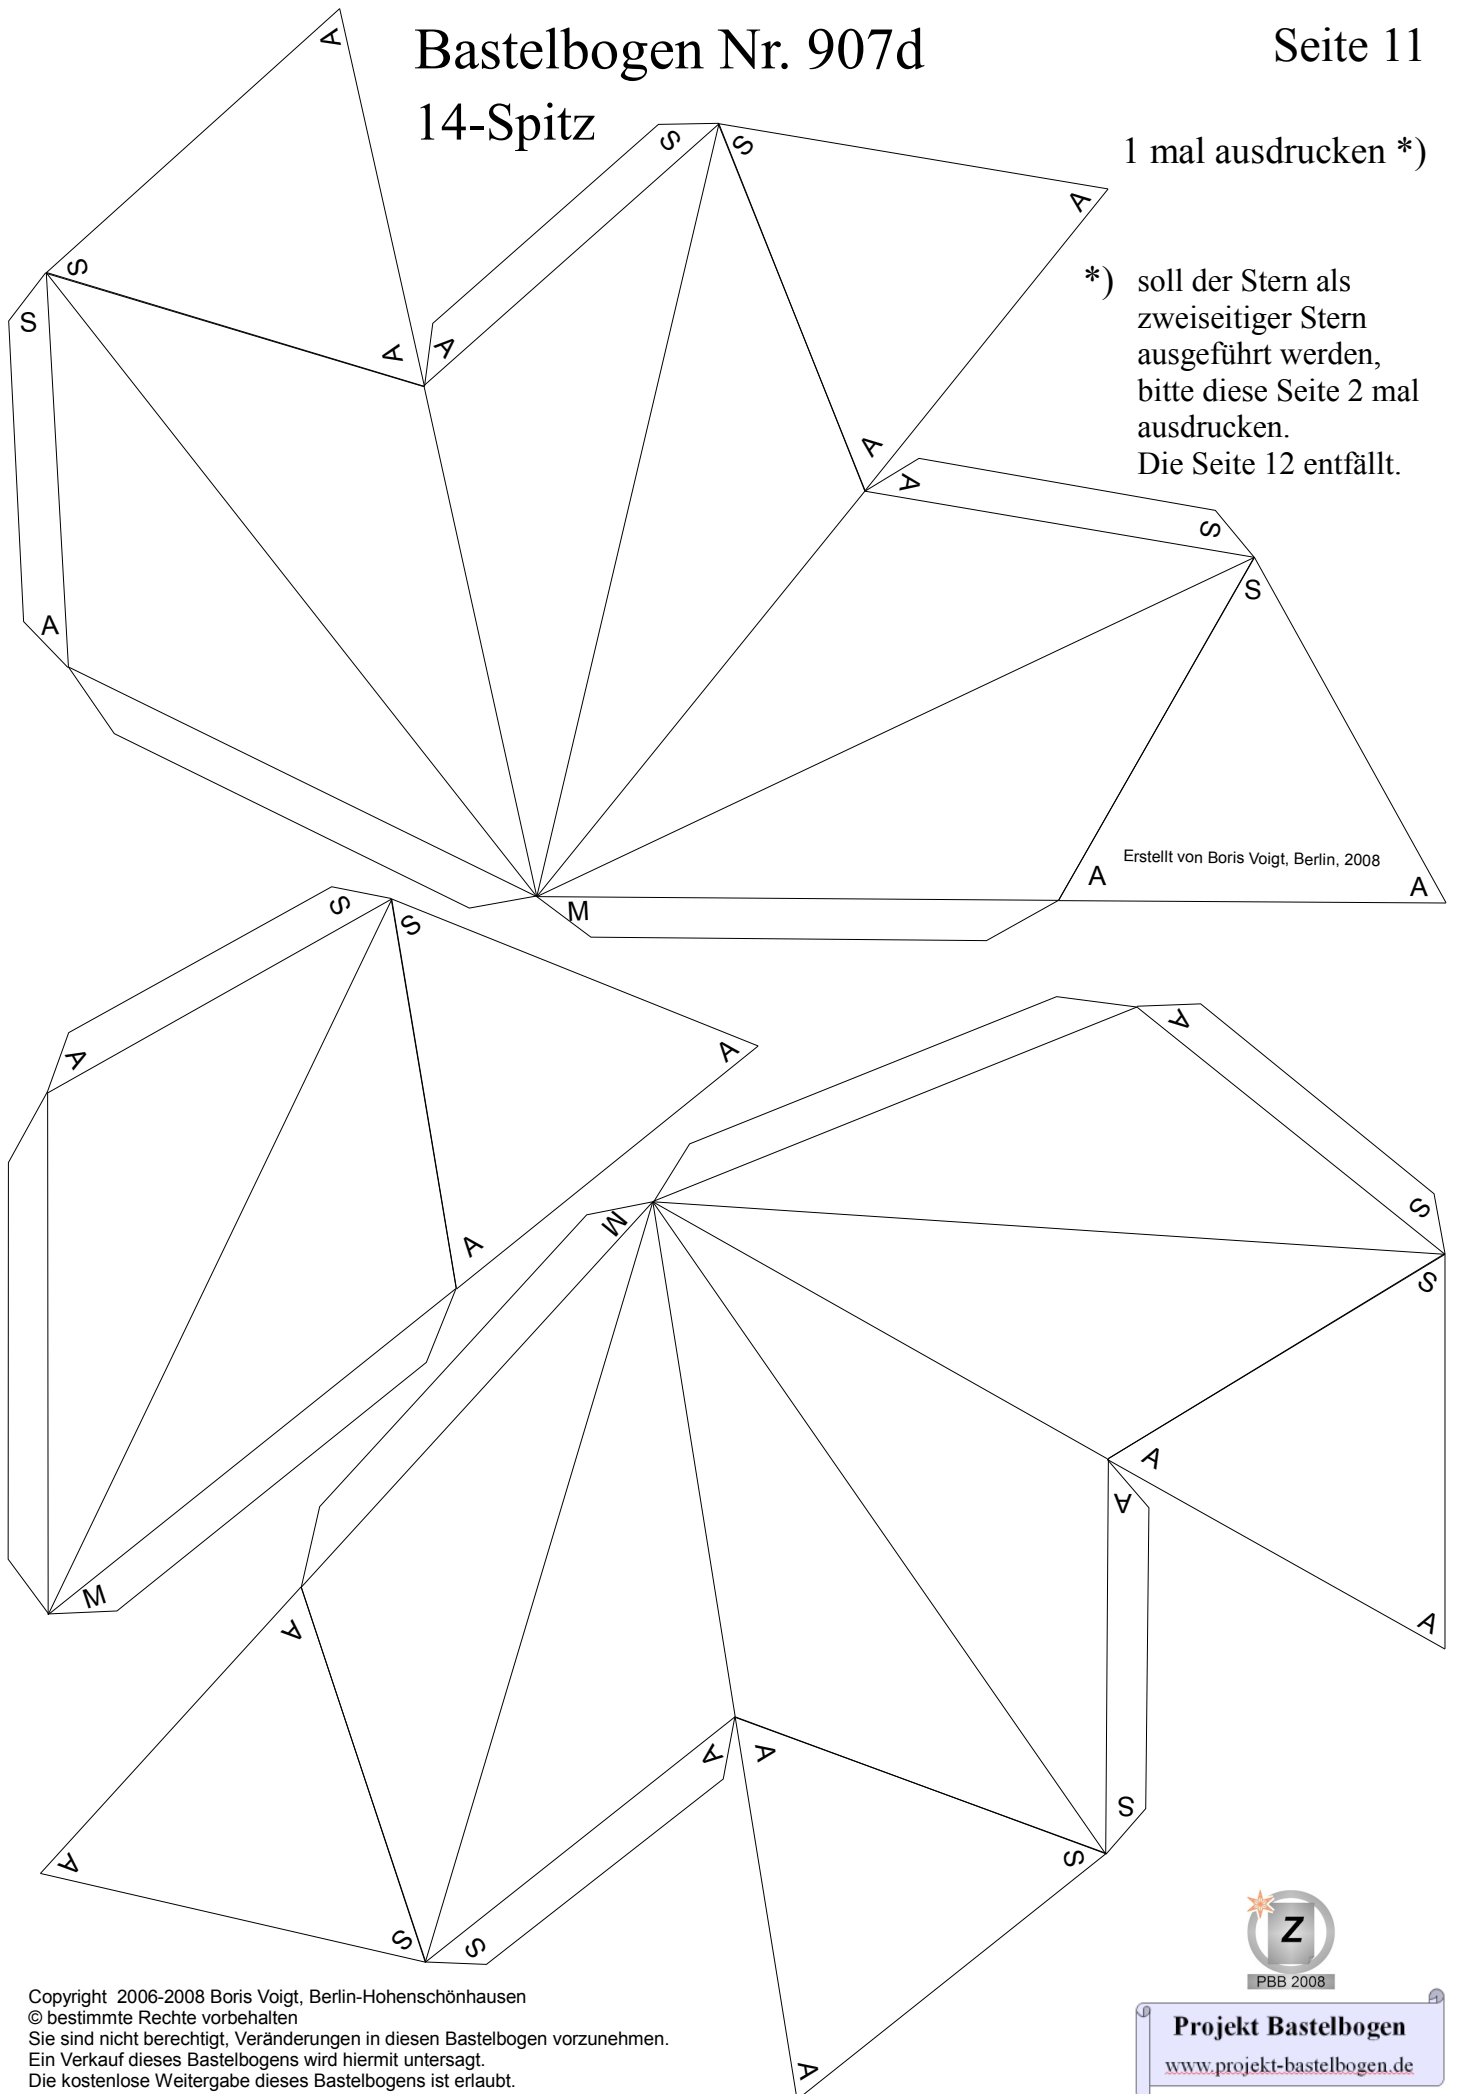 Bastelbogen Nr. 907d
Seite 11
14-Spitz
1 mal ausdrucken *)
*) soll der Stern als
zweiseitiger Stern
ausgeführt werden,
bitte diese Seite 2 mal
ausdrucken.
Die Seite 12 entfällt.
A
S
S
A
S
S
A
A
A
A
A
S
S
A
Erstellt von Boris Voigt, Berlin, 2008
A
A
M
S
S
A
A
A
M
A
S
S
M
A
A
A
A
S
A
A
A
S
S
S
A
S
A
Copyright 2006-2008 Boris Voigt, Berlin-Hohenschönhausen
© bestimmte Rechte vorbehalten
Sie sind nicht berechtigt, Veränderungen in diesen Bastelbogen vorzunehmen.
Ein Verkauf dieses Bastelbogens wird hiermit untersagt.
Die kostenlose Weitergabe dieses Bastelbogens ist erlaubt.
Z
PBB 2008
Projekt Bastelbogen
www.projekt-bastelbogen.de